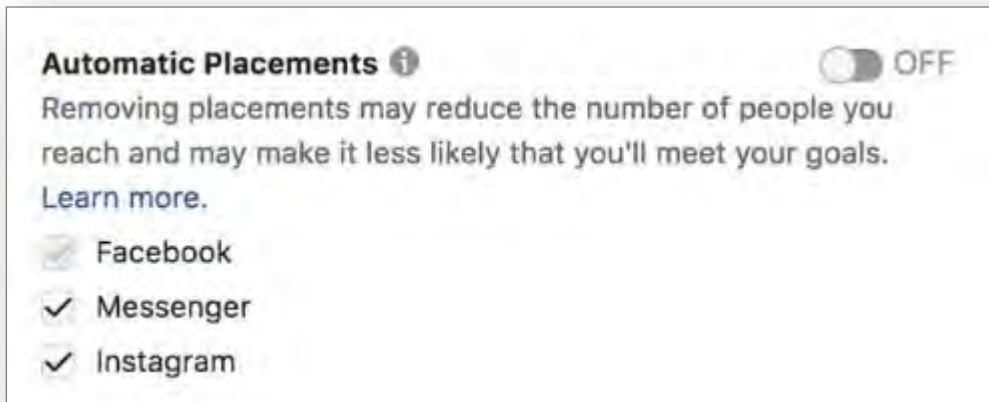 Automatic Placements OFF
Removing placements may reduce the number of people you
reach and may make it less likely that you'll meet your goals.
Learn more.
Facebook
Messenger
Instagram